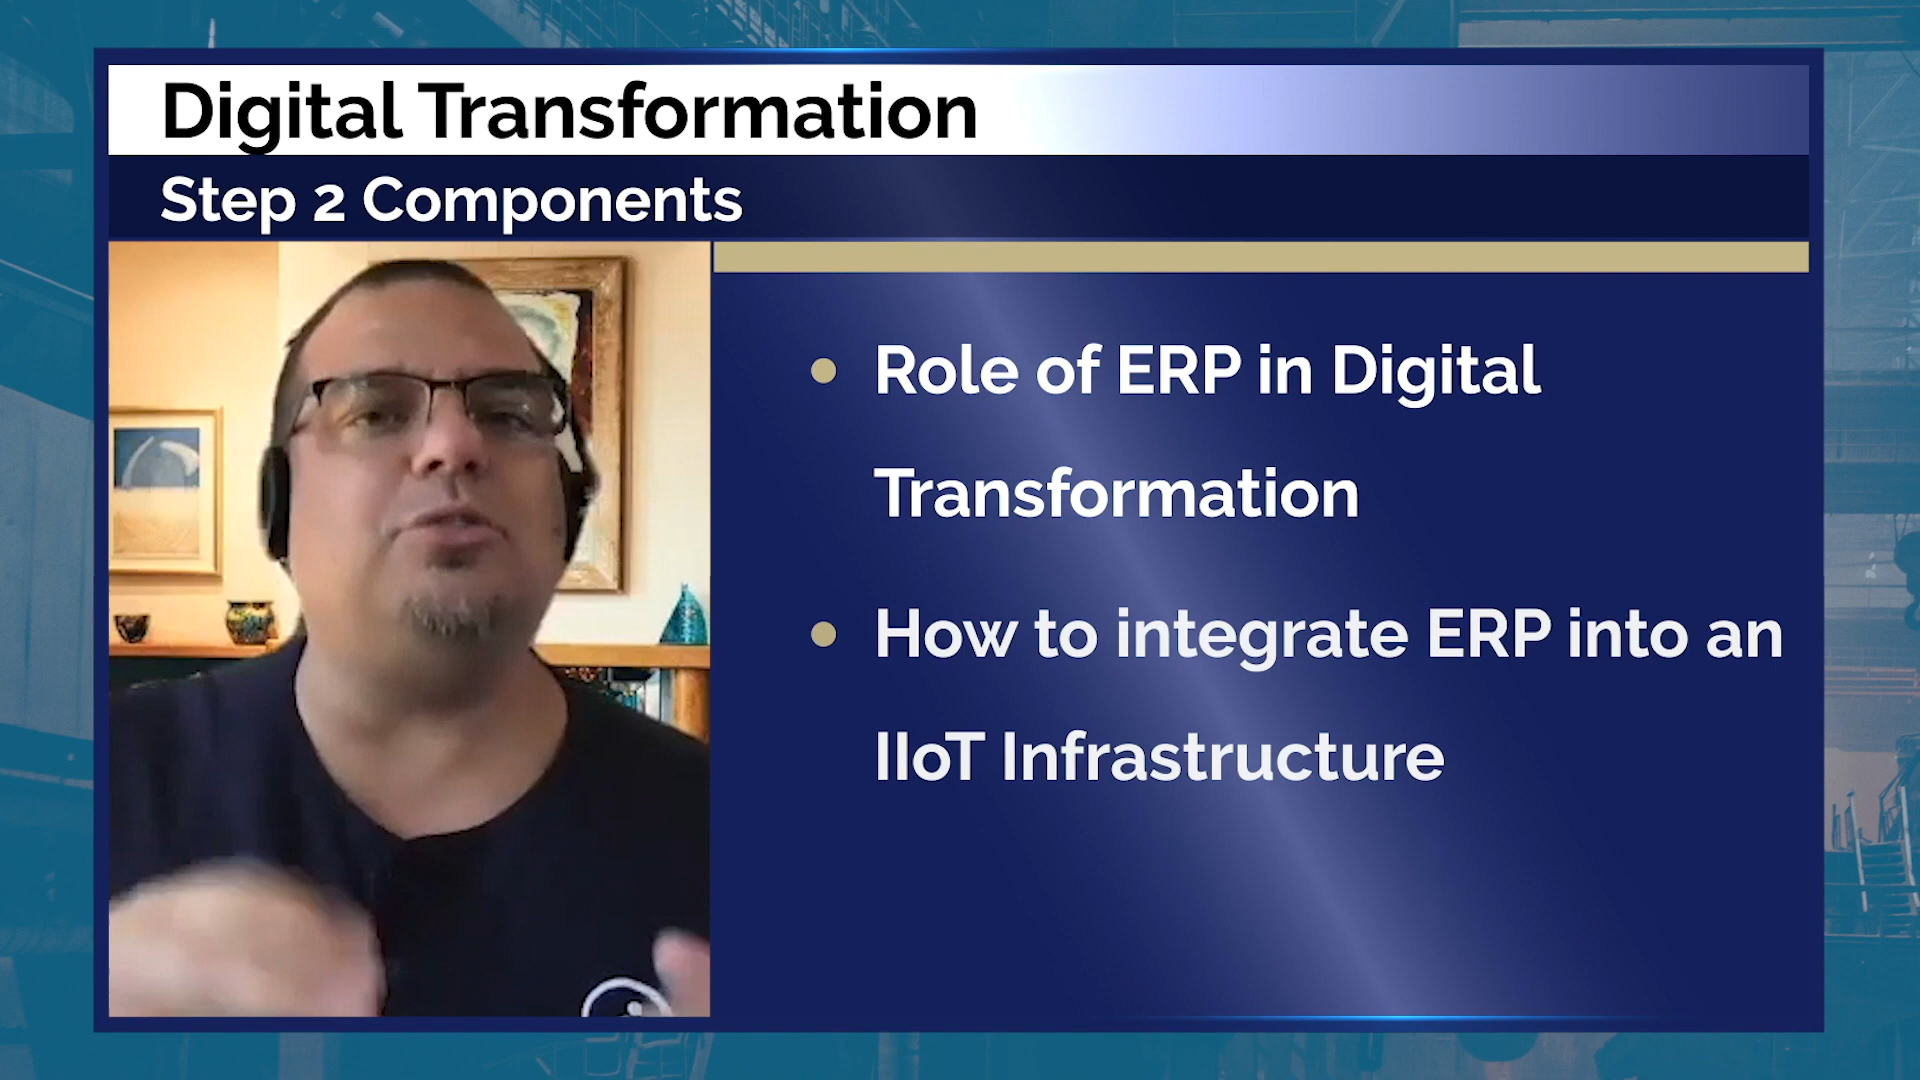 Digital Transformation
Step 2 Components
Role of ERP in Digital
Transformation
How to integrate ERP into an
IIoT Infrastructure